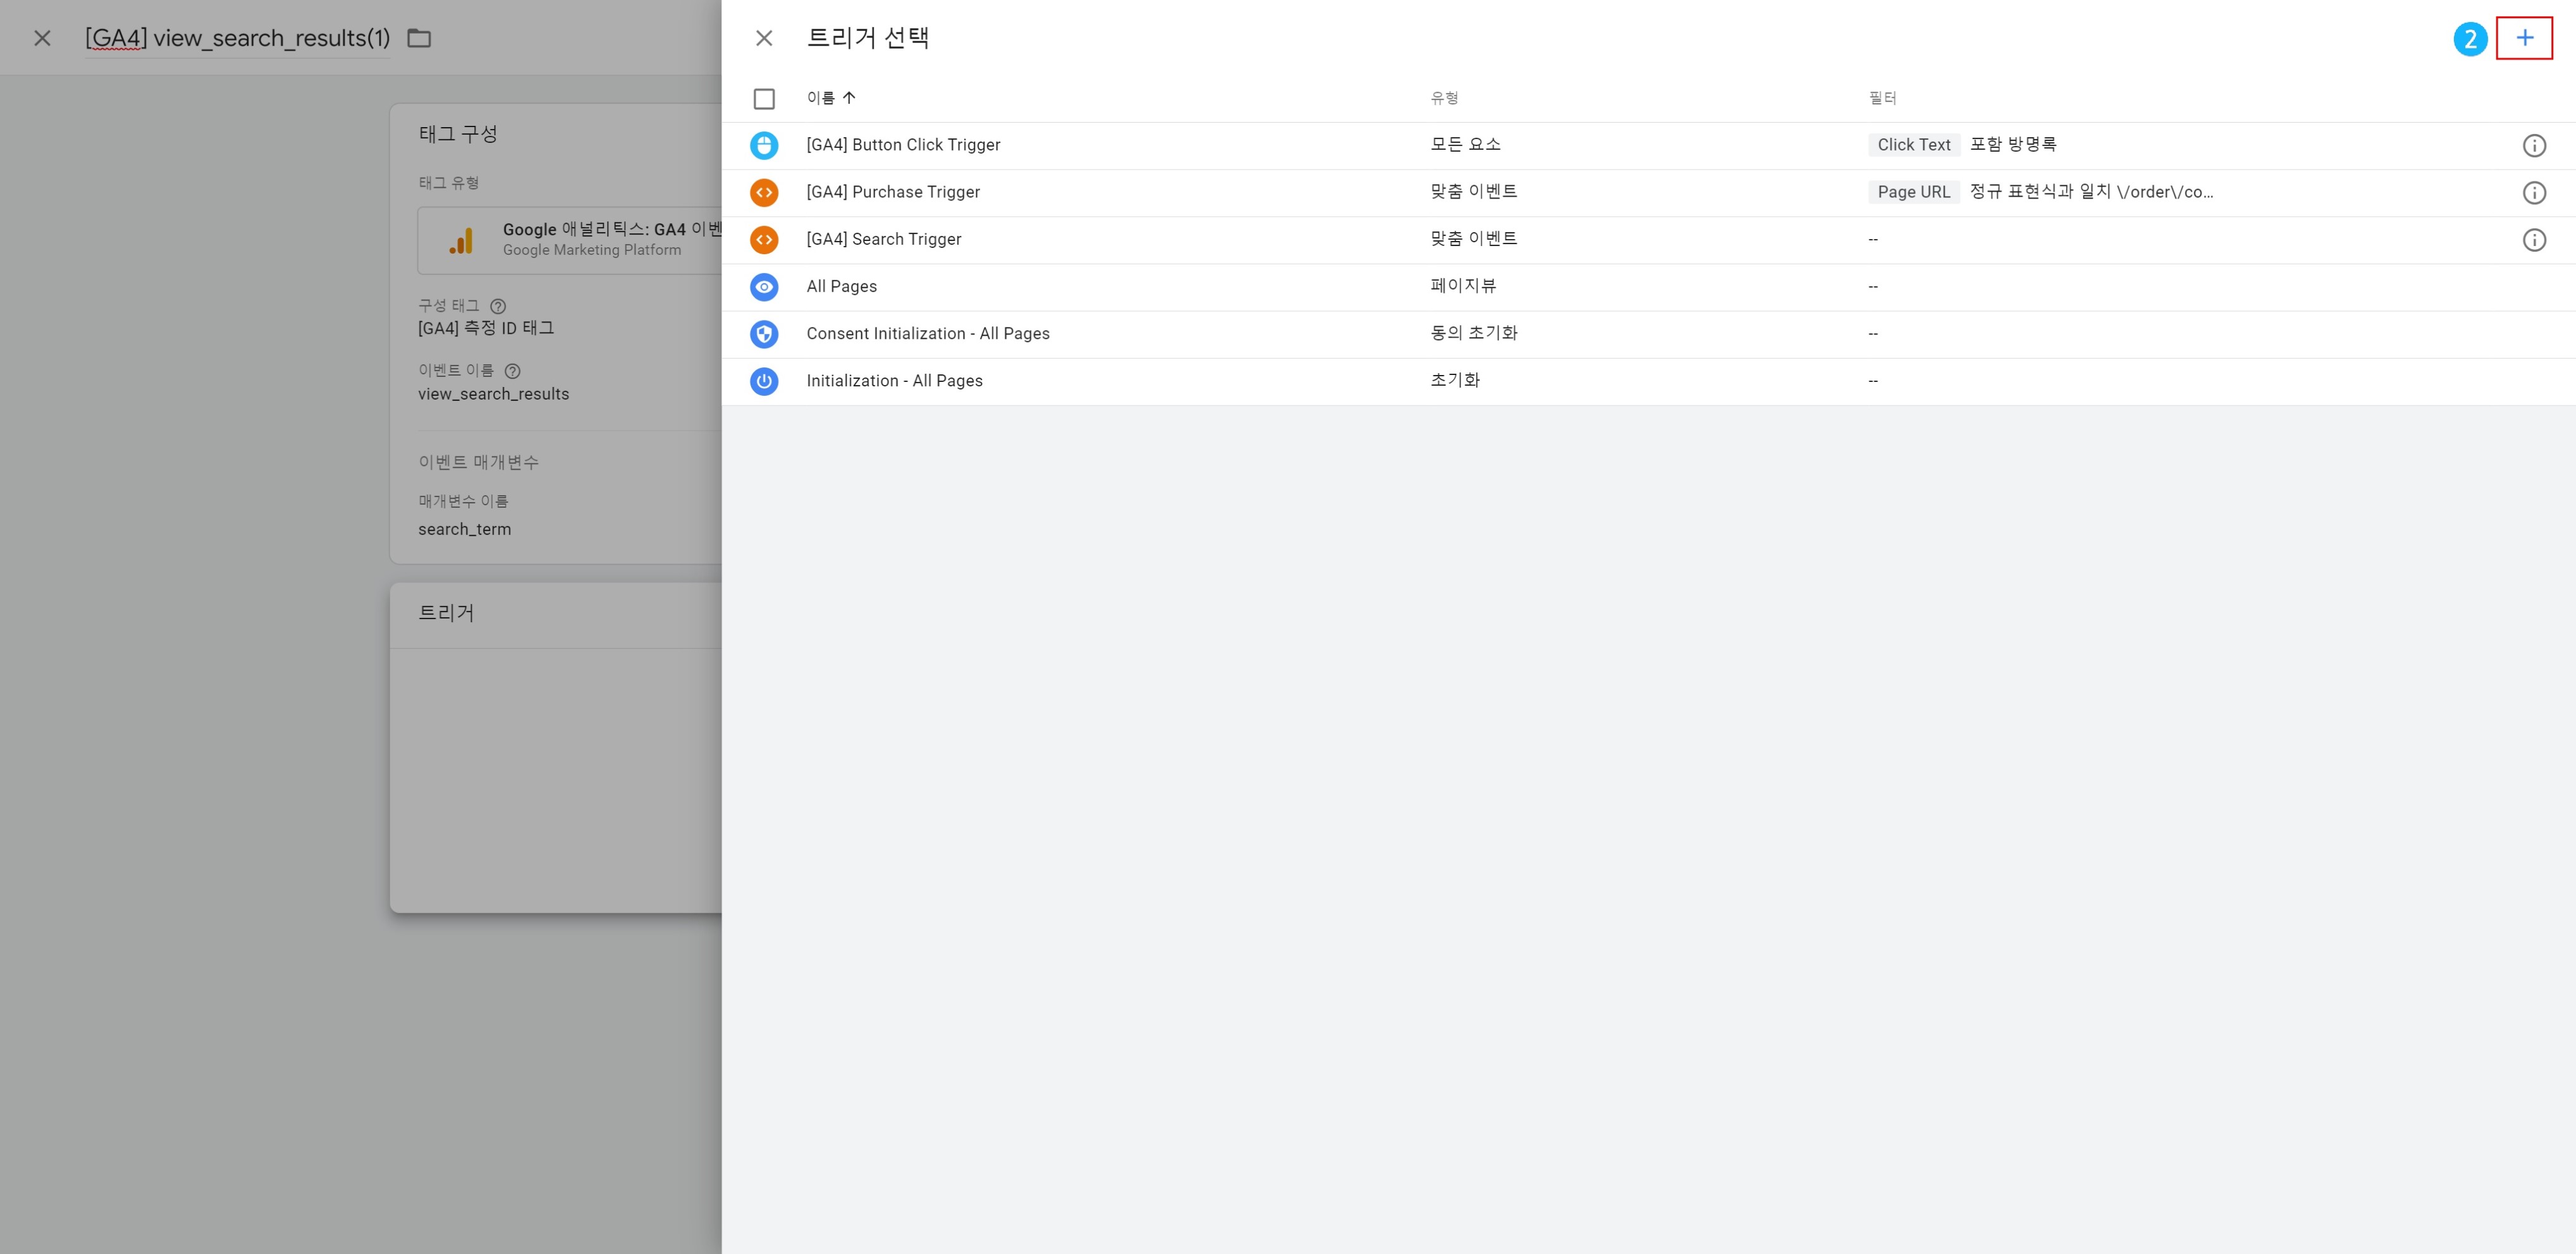 [GA4] view_search_results(1)
태그 구성
태그 유형
Google 애널리틱스: GA4 이벤
Google Marketing Platform
구성 태그
[GA4] 측정 ID 태그
이벤트 이름
view_search_results
이벤트 매개변수
매개변수 이름
search_term
트리거
트리거 선택
2
이름 유형 필터
[GA4] Button Click Trigger 모든 요소 Click Text 포함 방명록
[GA4] Purchase Trigger 맞춤 이벤트 Page URL 정규 표현식과 일치 \/order\/co...
[GA4] Search Trigger 맞춤 이벤트 --
All Pages 페이지뷰 --
Consent Initialization - All Pages 동의 초기화 --
Initialization - All Pages 초기화 --